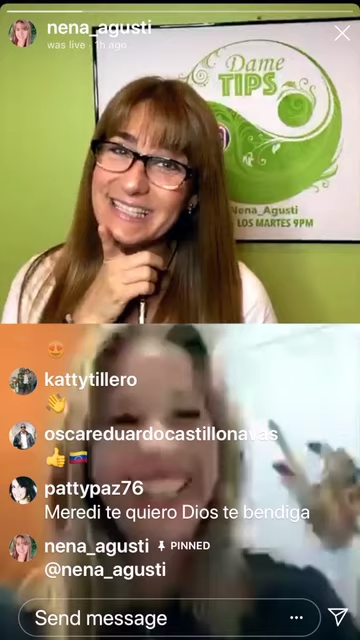 nena_agusti
was live · 1h ago
Dame
TIPS
Nena_Agusti
LOS MARTES 9PM
😍
kattytillero
👋
oscareduardocastillonavas
👍🇻🇪
pattypaz76
Meredi te quiero Dios te bendiga
nena_agusti PINNED
@nena_agusti
Send message